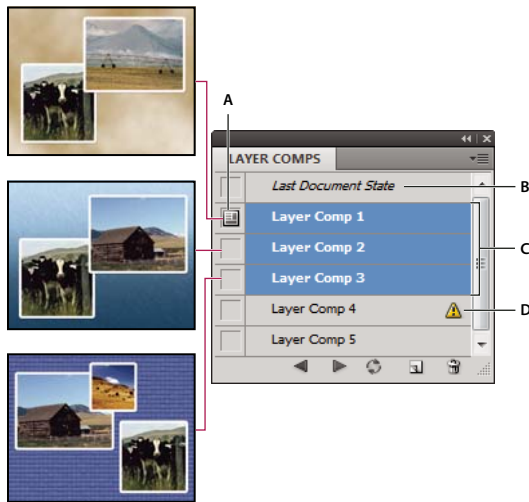 A
LAYER COMPS
Last Document State
B
Layer Comp 1
Layer Comp 2
C
Layer Comp 3
Layer Comp 4
D
Layer Comp 5